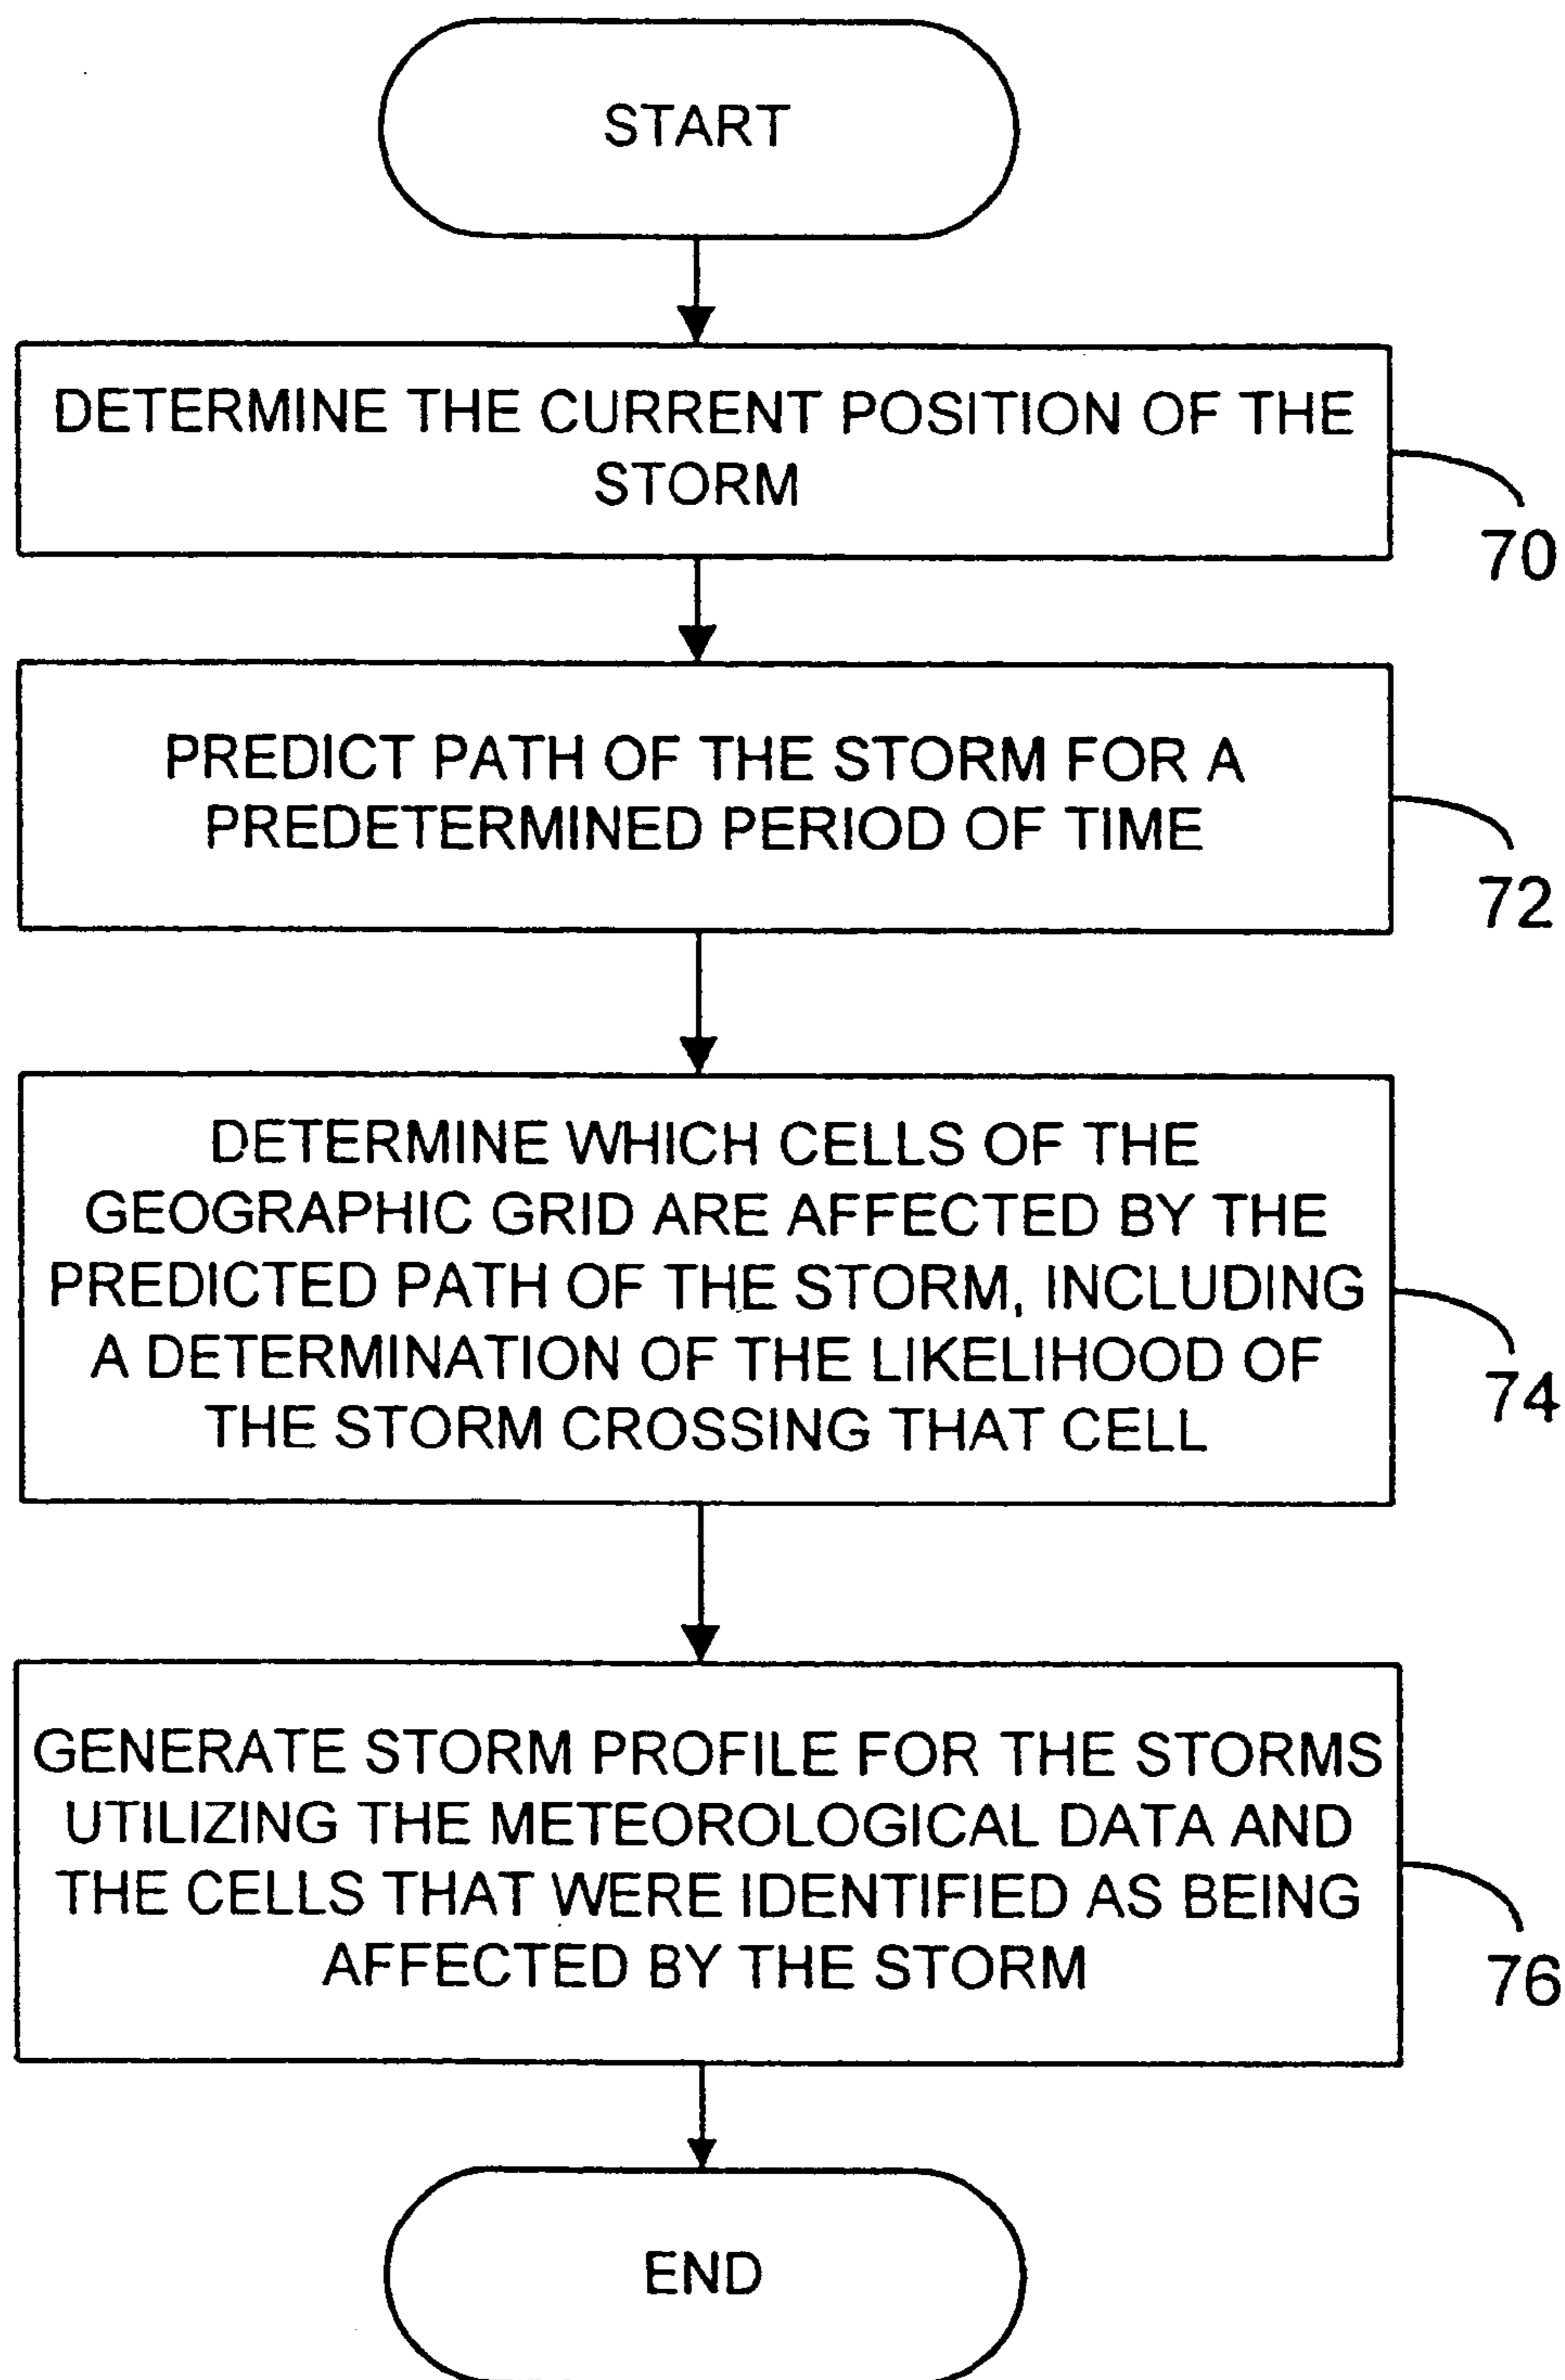 START
DETERMINE THE CURRENT POSITION OF THE
STORM
70
PREDICT PATH OF THE STORM FOR A
PREDETERMINED PERIOD OF TIME
72
DETERMINE WHICH CELLS OF THE
GEOGRAPHIC GRID ARE AFFECTED BY THE
PREDICTED PATH OF THE STORM, INCLUDING
A DETERMINATION OF THE LIKELIHOOD OF
THE STORM CROSSING THAT CELL
74
GENERATE STORM PROFILE FOR THE STORMS
UTILIZING THE METEOROLOGICAL DATA AND
THE CELLS THAT WERE IDENTIFIED AS BEING
AFFECTED BY THE STORM
76
END